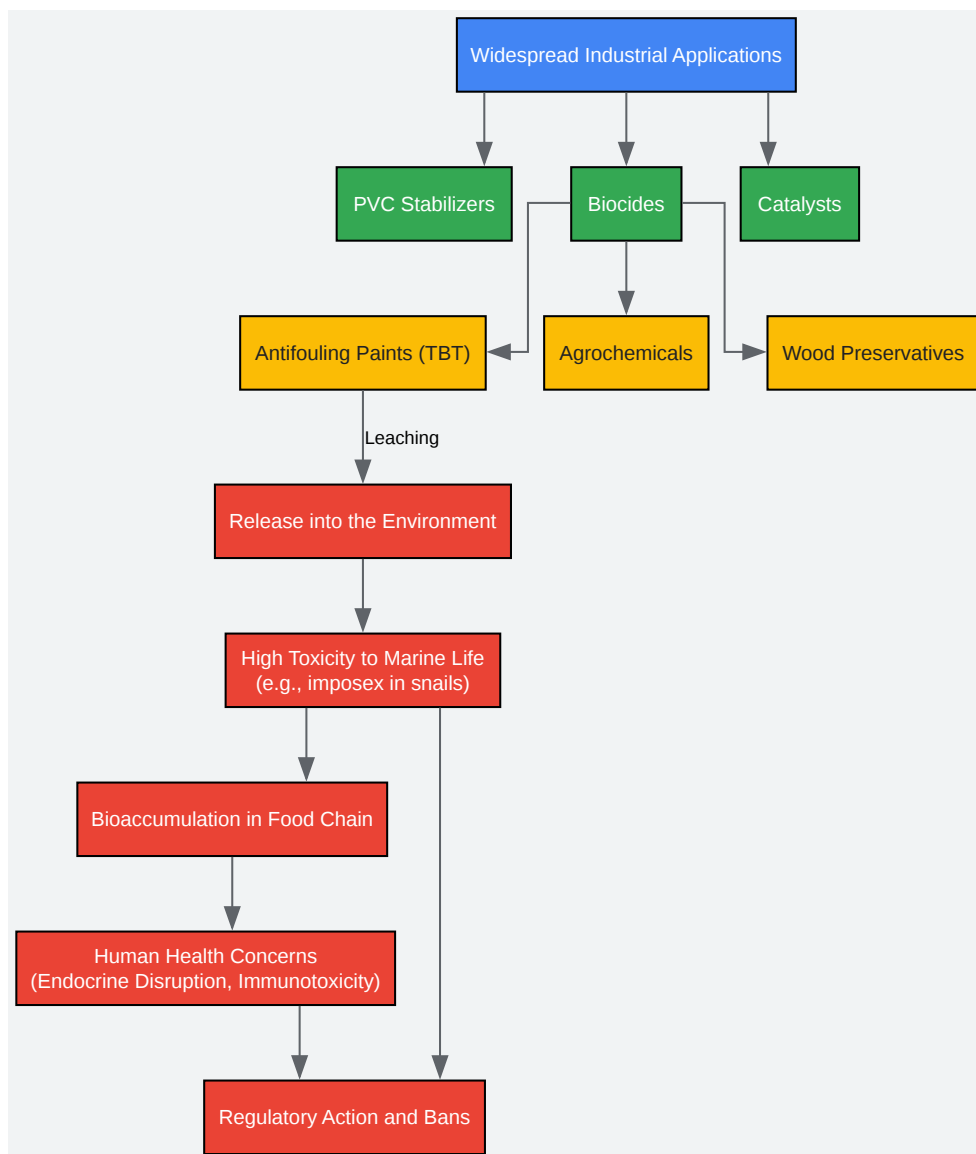 Widespread Industrial Applications
PVC Stabilizers
Biocides
Catalysts
Antifouling Paints (TBT)
Agrochemicals
Wood Preservatives
Leaching
Release into the Environment
High Toxicity to Marine Life
(e.g., imposex in snails)
Bioaccumulation in Food Chain
Human Health Concerns
(Endocrine Disruption, Immunotoxicity)
Regulatory Action and Bans